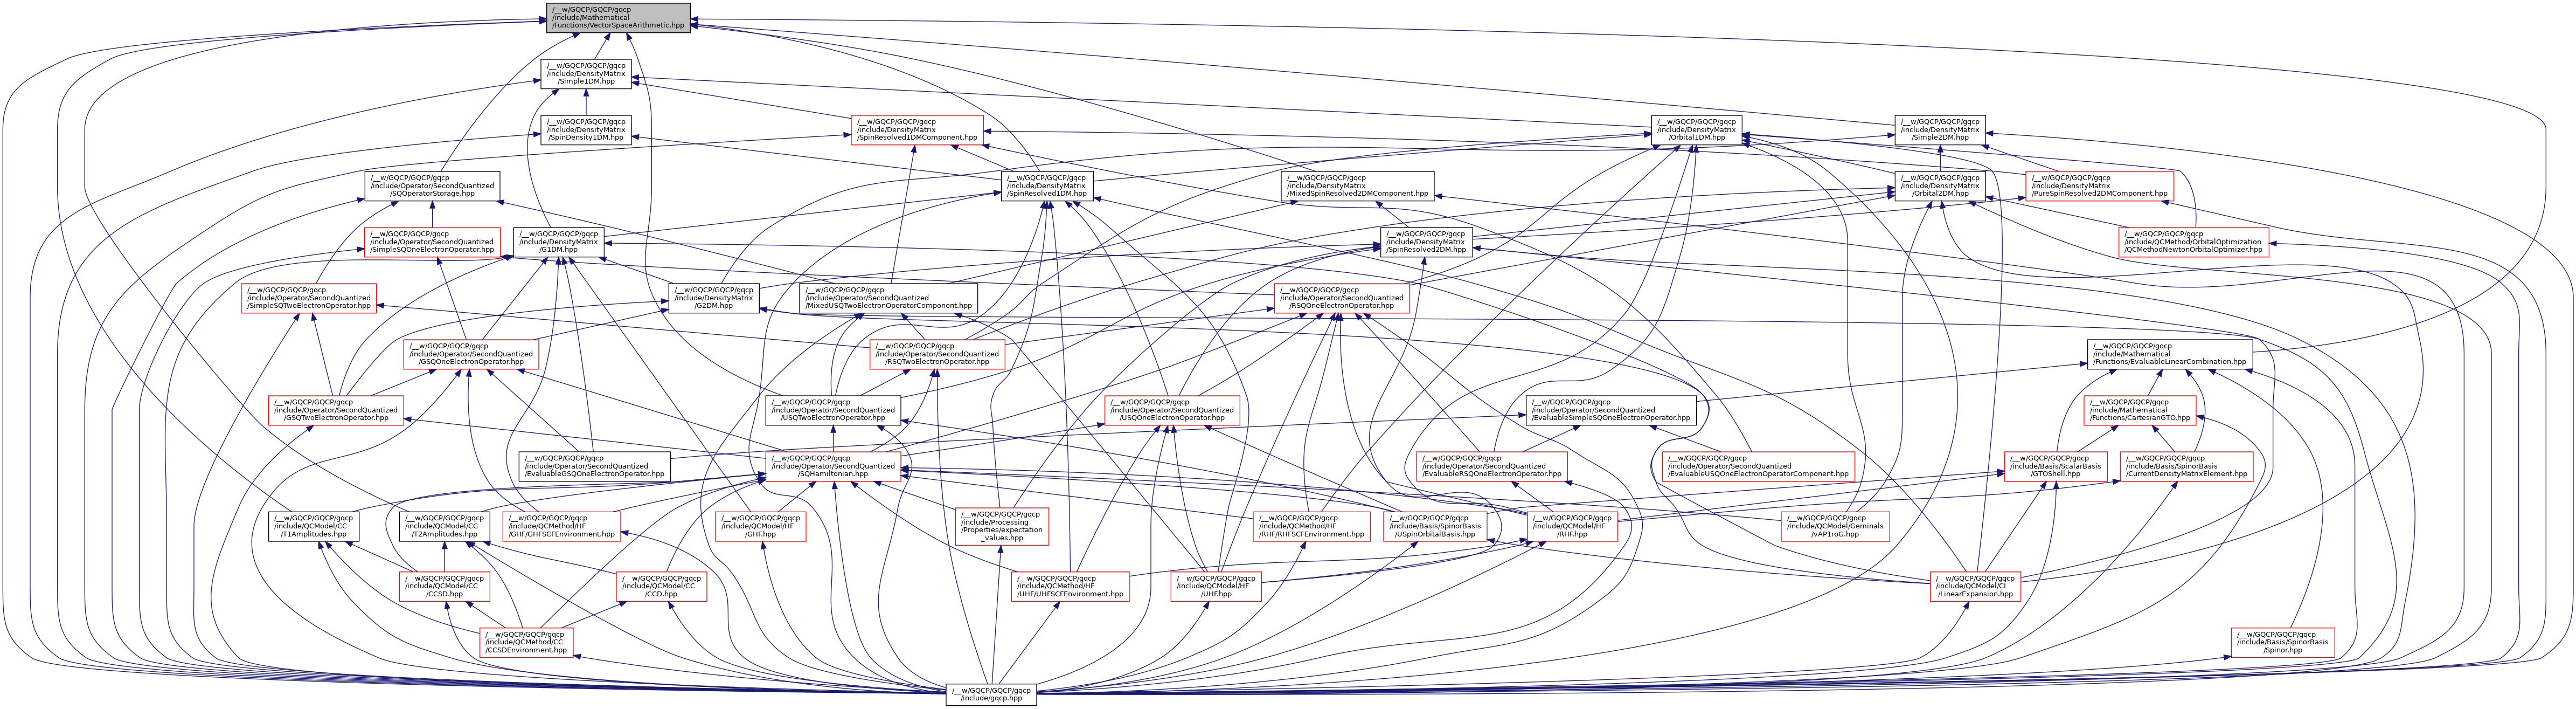 /__w/GQCP/GQCP/gqcp
/include/Mathematical
/Functions/VectorSpaceArithmetic.hpp
/__w/GQCP/GQCP/gqcp
/include/DensityMatrix
/Simple1DM.hpp
/__w/GQCP/GQCP/gqcp
/include/DensityMatrix
/SpinDensity1DM.hpp
/__w/GQCP/GQCP/gqcp
/include/DensityMatrix
/SpinResolved1DMComponent.hpp
/__w/GQCP/GQCP/gqcp
/include/DensityMatrix
/Orbital1DM.hpp
/__w/GQCP/GQCP/gqcp
/include/DensityMatrix
/Simple2DM.hpp
/__w/GQCP/GQCP/gqcp
/include/Operator/SecondQuantized
/SQOperatorStorage.hpp
/__w/GQCP/GQCP/gqcp
/include/DensityMatrix
/SpinResolved1DM.hpp
/__w/GQCP/GQCP/gqcp
/include/DensityMatrix
/MixedSpinResolved2DMComponent.hpp
/__w/GQCP/GQCP/gqcp
/include/DensityMatrix
/Orbital2DM.hpp
/__w/GQCP/GQCP/gqcp
/include/DensityMatrix
/PureSpinResolved2DMComponent.hpp
/__w/GQCP/GQCP/gqcp
/include/Operator/SecondQuantized
/SimpleSQOneElectronOperator.hpp
/__w/GQCP/GQCP/gqcp
/include/DensityMatrix
/G1DM.hpp
/__w/GQCP/GQCP/gqcp
/include/DensityMatrix
/SpinResolved2DM.hpp
/__w/GQCP/GQCP/gqcp
/include/QCMethod/OrbitalOptimization
/QCMethodNewtonOrbitalOptimizer.hpp
/__w/GQCP/GQCP/gqcp
/include/Operator/SecondQuantized
/SimpleSQTwoElectronOperator.hpp
/__w/GQCP/GQCP/gqcp
/include/DensityMatrix
/G2DM.hpp
/__w/GQCP/GQCP/gqcp
/include/Operator/SecondQuantized
/MixedUSQTwoElectronOperatorComponent.hpp
/__w/GQCP/GQCP/gqcp
/include/Operator/SecondQuantized
/RSQOneElectronOperator.hpp
/__w/GQCP/GQCP/gqcp
/include/Operator/SecondQuantized
/GSQOneElectronOperator.hpp
/__w/GQCP/GQCP/gqcp
/include/Operator/SecondQuantized
/RSQTwoElectronOperator.hpp
/__w/GQCP/GQCP/gqcp
/include/Mathematical
/Functions/EvaluableLinearCombination.hpp
/__w/GQCP/GQCP/gqcp
/include/Operator/SecondQuantized
/GSQTwoElectronOperator.hpp
/__w/GQCP/GQCP/gqcp
/include/Operator/SecondQuantized
/USQTwoElectronOperator.hpp
/__w/GQCP/GQCP/gqcp
/include/Operator/SecondQuantized
/USQOneElectronOperator.hpp
/__w/GQCP/GQCP/gqcp
/include/Operator/SecondQuantized
/EvaluableSimpleSQOneElectronOperator.hpp
/__w/GQCP/GQCP/gqcp
/include/Mathematical
/Functions/CartesianGTO.hpp
/__w/GQCP/GQCP/gqcp
/include/Operator/SecondQuantized
/EvaluableGSQOneElectronOperator.hpp
/__w/GQCP/GQCP/gqcp
/include/Operator/SecondQuantized
/SQHamiltonian.hpp
/__w/GQCP/GQCP/gqcp
/include/Operator/SecondQuantized
/EvaluableRSQOneElectronOperator.hpp
/__w/GQCP/GQCP/gqcp
/include/Operator/SecondQuantized
/EvaluableUSQOneElectronOperatorComponent.hpp
/__w/GQCP/GQCP/gqcp
/include/Basis/ScalarBasis
/GTOShell.hpp
/__w/GQCP/GQCP/gqcp
/include/Basis/SpinorBasis
/CurrentDensityMatrixElement.hpp
/__w/GQCP/GQCP/gqcp
/include/QCModel/CC
/T1Amplitudes.hpp
/__w/GQCP/GQCP/gqcp
/include/QCModel/CC
/T2Amplitudes.hpp
/__w/GQCP/GQCP/gqcp
/include/QCMethod/HF
/GHF/GHFSCFEnvironment.hpp
/__w/GQCP/GQCP/gqcp
/include/QCModel/HF
/GHF.hpp
/__w/GQCP/GQCP/gqcp
/include/Processing
/Properties/expectation
_values.hpp
/__w/GQCP/GQCP/gqcp
/include/QCMethod/HF
/RHF/RHFSCFEnvironment.hpp
/__w/GQCP/GQCP/gqcp
/include/Basis/SpinorBasis
/USpinOrbitalBasis.hpp
/__w/GQCP/GQCP/gqcp
/include/QCModel/HF
/RHF.hpp
/__w/GQCP/GQCP/gqcp
/include/QCModel/Geminals
/vAP1roG.hpp
/__w/GQCP/GQCP/gqcp
/include/QCModel/CC
/CCSD.hpp
/__w/GQCP/GQCP/gqcp
/include/QCModel/CC
/CCD.hpp
/__w/GQCP/GQCP/gqcp
/include/QCMethod/HF
/UHF/UHFSCFEnvironment.hpp
/__w/GQCP/GQCP/gqcp
/include/QCModel/HF
/UHF.hpp
/__w/GQCP/GQCP/gqcp
/include/QCModel/CI
/LinearExpansion.hpp
/__w/GQCP/GQCP/gqcp
/include/QCMethod/CC
/CCSDEnvironment.hpp
/__w/GQCP/GQCP/gqcp
/include/Basis/SpinorBasis
/Spinor.hpp
/__w/GQCP/GQCP/gqcp
/include/gqcp.hpp